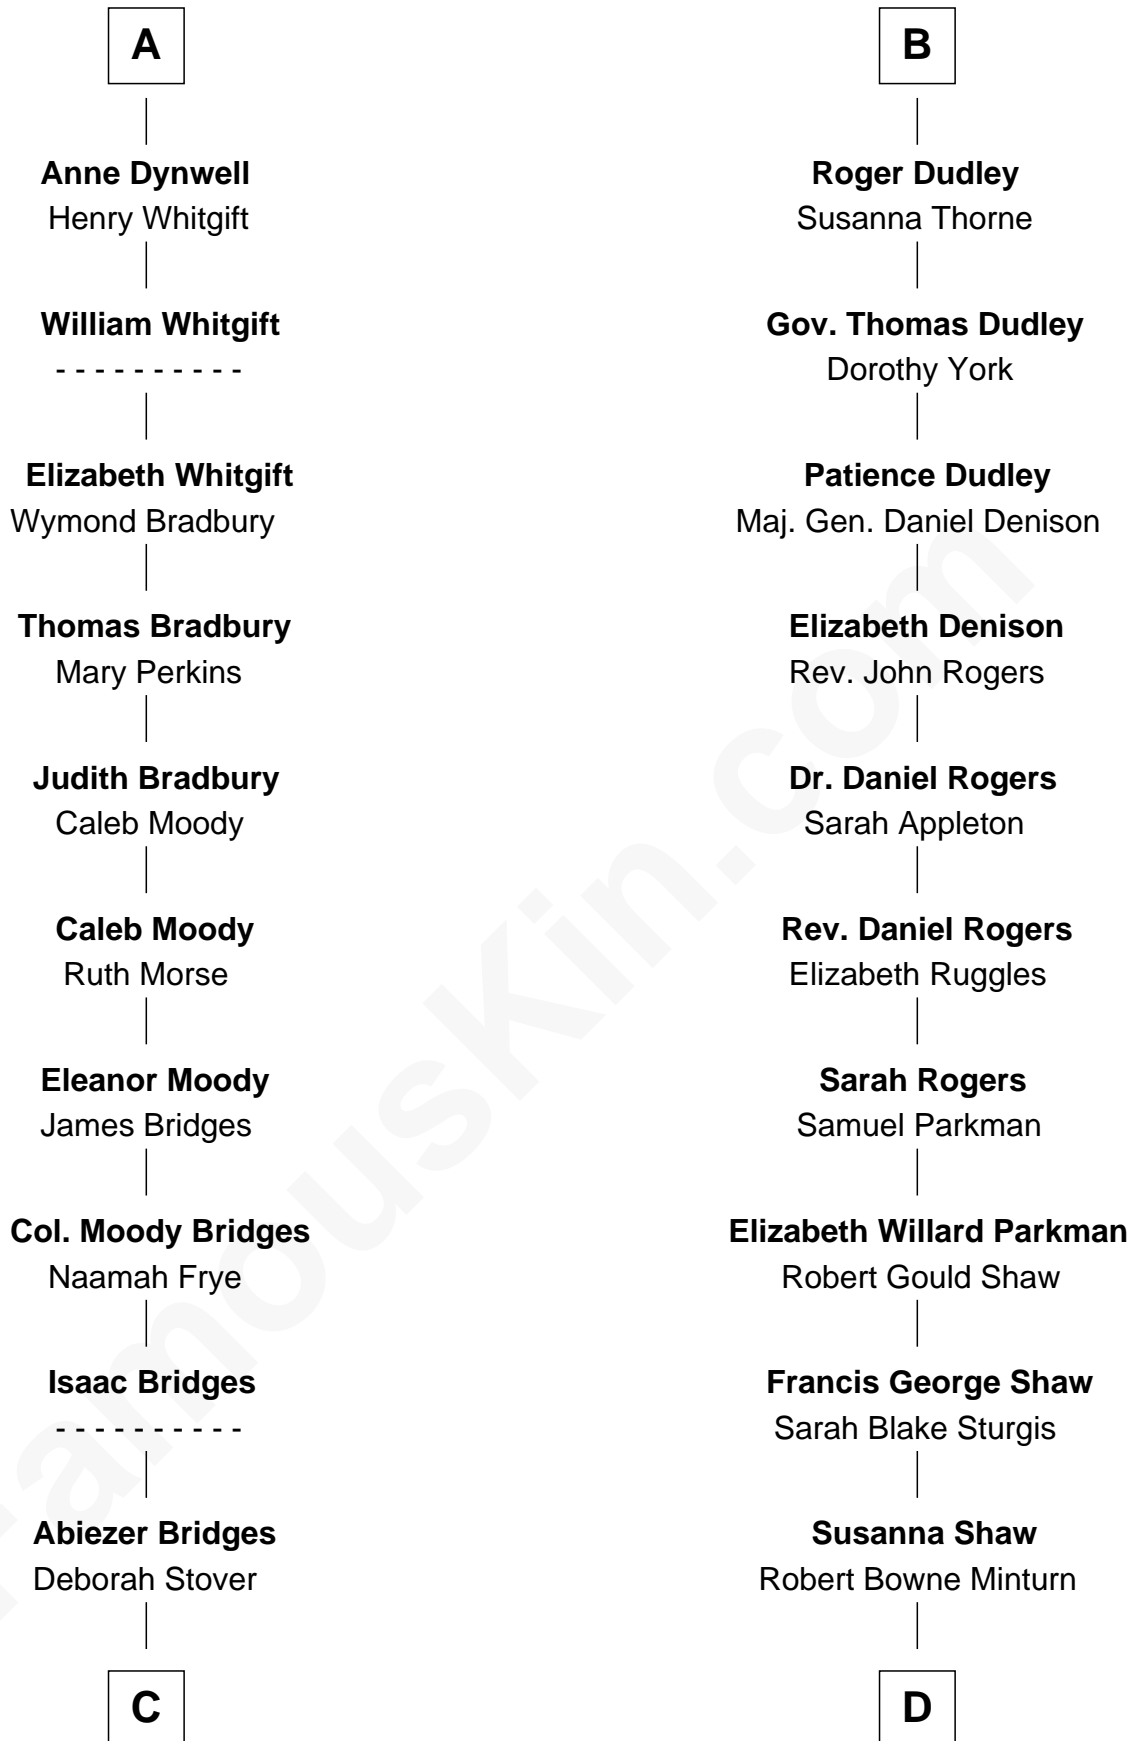 A
Anne Dynwell
Henry Whitgift
William Whitgift
- - - - - - - - - -
Elizabeth Whitgift
Wymond Bradbury
Thomas Bradbury
Mary Perkins
Judith Bradbury
Caleb Moody
Caleb Moody
Ruth Morse
Eleanor Moody
James Bridges
Col. Moody Bridges
Naamah Frye
Isaac Bridges
- - - - - - - - - -
Abiezer Bridges
Deborah Stover
C
B
Roger Dudley
Susanna Thorne
Gov. Thomas Dudley
Dorothy York
Patience Dudley
Maj. Gen. Daniel Denison
Elizabeth Denison
Rev. John Rogers
Dr. Daniel Rogers
Sarah Appleton
Rev. Daniel Rogers
Elizabeth Ruggles
Sarah Rogers
Samuel Parkman
Elizabeth Willard Parkman
Robert Gould Shaw
Francis George Shaw
Sarah Blake Sturgis
Susanna Shaw
Robert Bowne Minturn
D
FamousKin.com